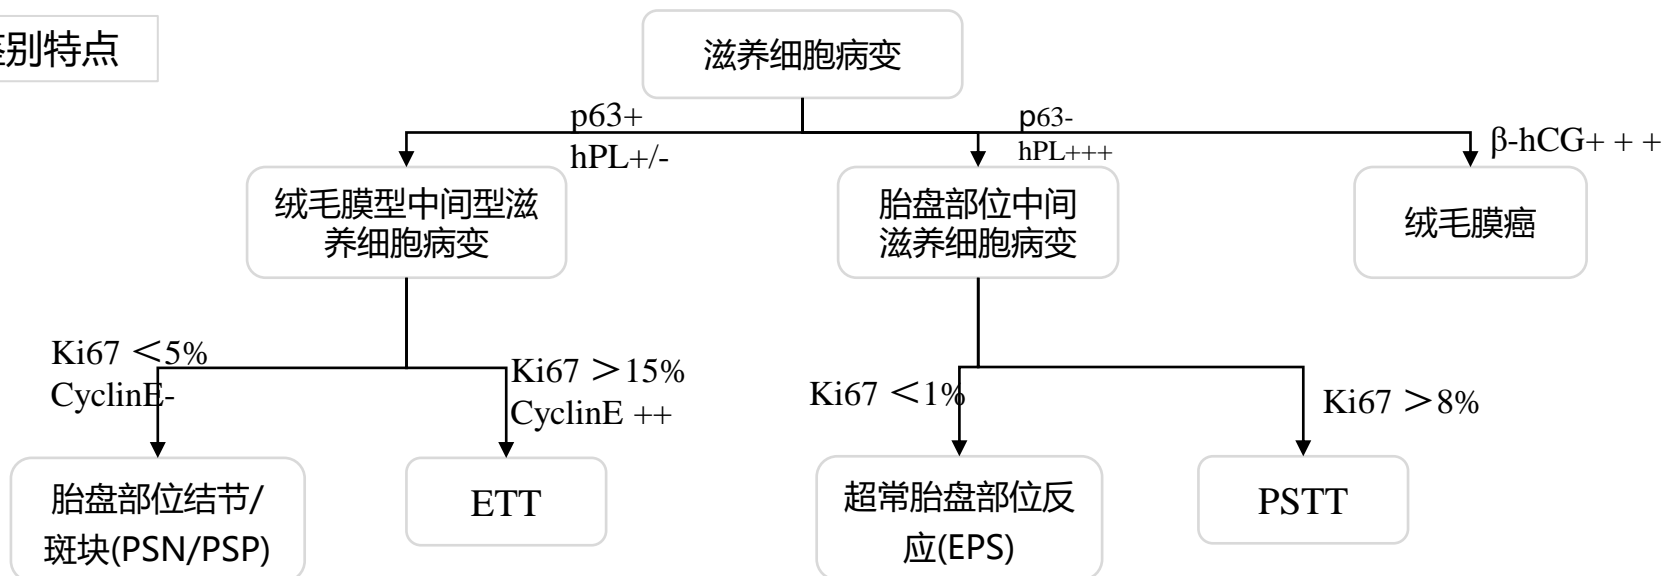 别特点
滋养细胞病变
p63+
hPL+/-
p63-
hPL+++
β-hCG+ + +
绒毛膜型中间型滋
养细胞病变
胎盘部位中间
滋养细胞病变
绒毛膜癌
Ki67 <5%
CyclinE-
Ki67 >15%
CyclinE ++
Ki67 <1%
Ki67 >8%
胎盘部位结节/
斑块(PSN/PSP)
ETT
超常胎盘部位反
应(EPS)
PSTT